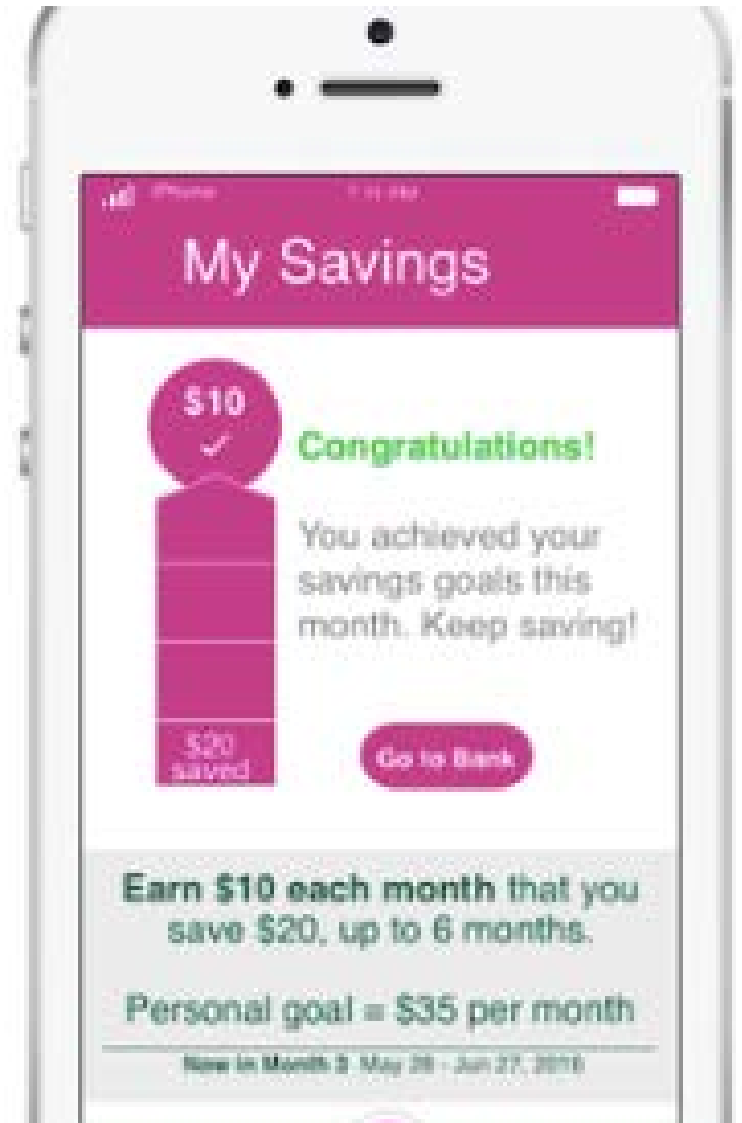 iPhone
My Savings
$10
Congratulations!
You achieved your
savings goals this
month. Keep saving!
$20
saved
Go to Bank
Earn $10 each month that you
save $20, up to 6 months.
Personal goal = $35 per month
Now in Month 3 May 28 - Jun 27, 2016